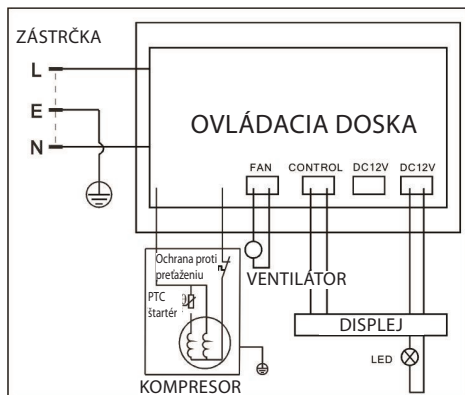 ZÁSTRČKA
L
E
N
OVLÁDACIA DOSKA
FAN CONTROL DC12V DC12V
Ochrana proti
preťaženiu
PTC
štartér
VENTILÁTOR
DISPLEJ
LED
KOMPRESOR